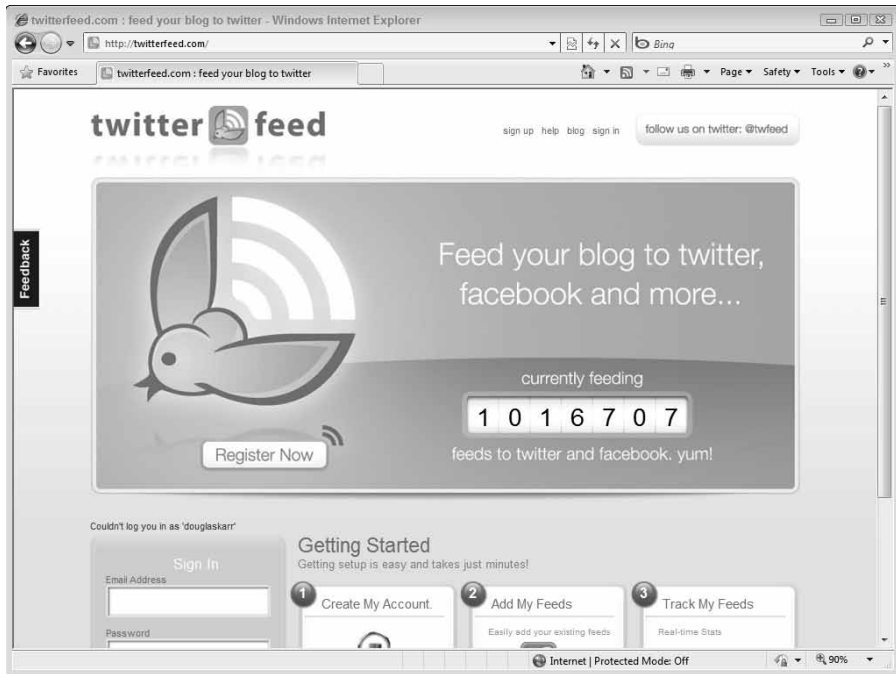 twitterfeed.com : feed your blog to twitter - Windows Internet Explorer
http://twitterfeed.com/
Bing
Favorites
twitterfeed.com : feed your blog to twitter
Page
Safety
Tools
twitter feed
sign up help blog sign in
follow us on twitter: @twfeed
Feedback
Feed your blog to twitter,
facebook and more...
currently feeding
1 0 1 6 7 0 7
feeds to twitter and facebook. yum!
Register Now
Couldn't log you in as 'douglaskarr'
Sign In
Email Address
Password
Getting Started
Getting setup is easy and takes just minutes!
1 Create My Account.
2 Add My Feeds
Easily add your existing feeds
3 Track My Feeds
Real-time Stats
Internet | Protected Mode: Off
90%